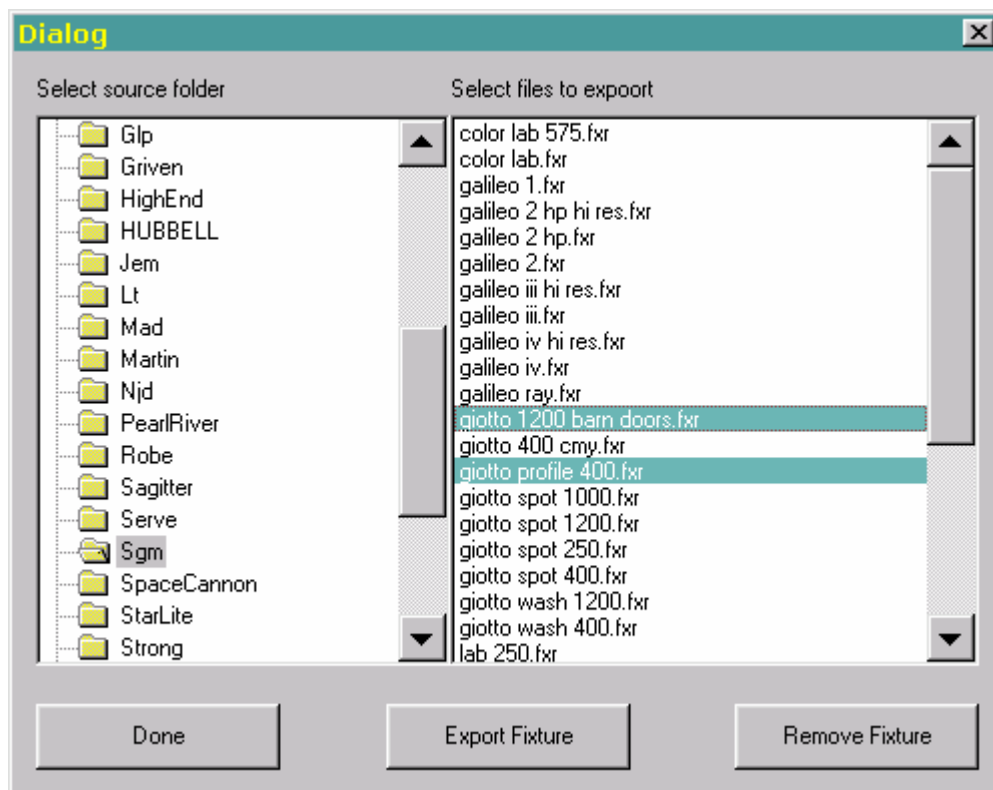 Dialog
Select source folder
Glp
Griven
HighEnd
HUBBELL
Jem
Lt
Mad
Martin
Njd
PearlRiver
Robe
Sagitter
Serve
Sgm
SpaceCannon
StarLite
Strong
Select files to expoort
color lab 575.fxr
color lab.fxr
galileo 1.fxr
galileo 2 hp hi res.fxr
galileo 2 hp.fxr
galileo 2.fxr
galileo iii hi res.fxr
galileo iii.fxr
galileo iv hi res.fxr
galileo iv.fxr
galileo ray.fxr
giotto 1200 barn doors.fxr
giotto 400 cmy.fxr
giotto profile 400.fxr
giotto spot 1000.fxr
giotto spot 1200.fxr
giotto spot 250.fxr
giotto spot 400.fxr
giotto wash 1200.fxr
giotto wash 400.fxr
lab 250.fxr
Done
Export Fixture
Remove Fixture